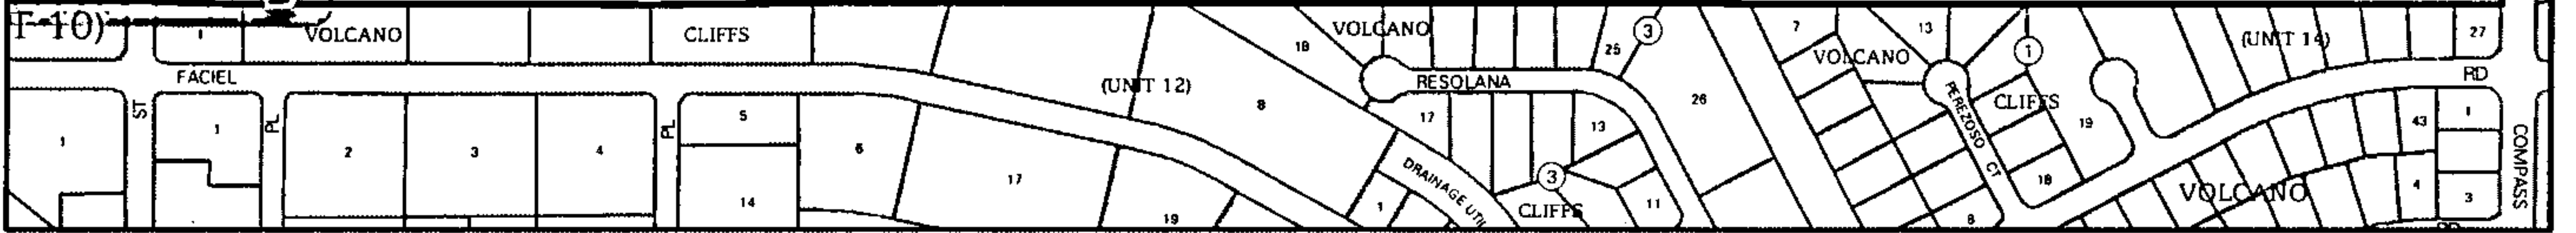 F-10)
1
VOLCANO
CLIFFS
FACIEL
ST
PL
PL
1
1
2
3
4
5
14
6
17
19
(UNIT 12)
8
18
VOLCANO
25
3
RESOLANA
17
13
3
11
CLIFFS
DRAINAGE UTIL
1
26
7
VOLCANO
13
1
CLIFFS
PEREZOSO CT
19
18
8
(UNIT 14)
27
RD
VOLCANO
43
4
1
3
RD
COMPASS